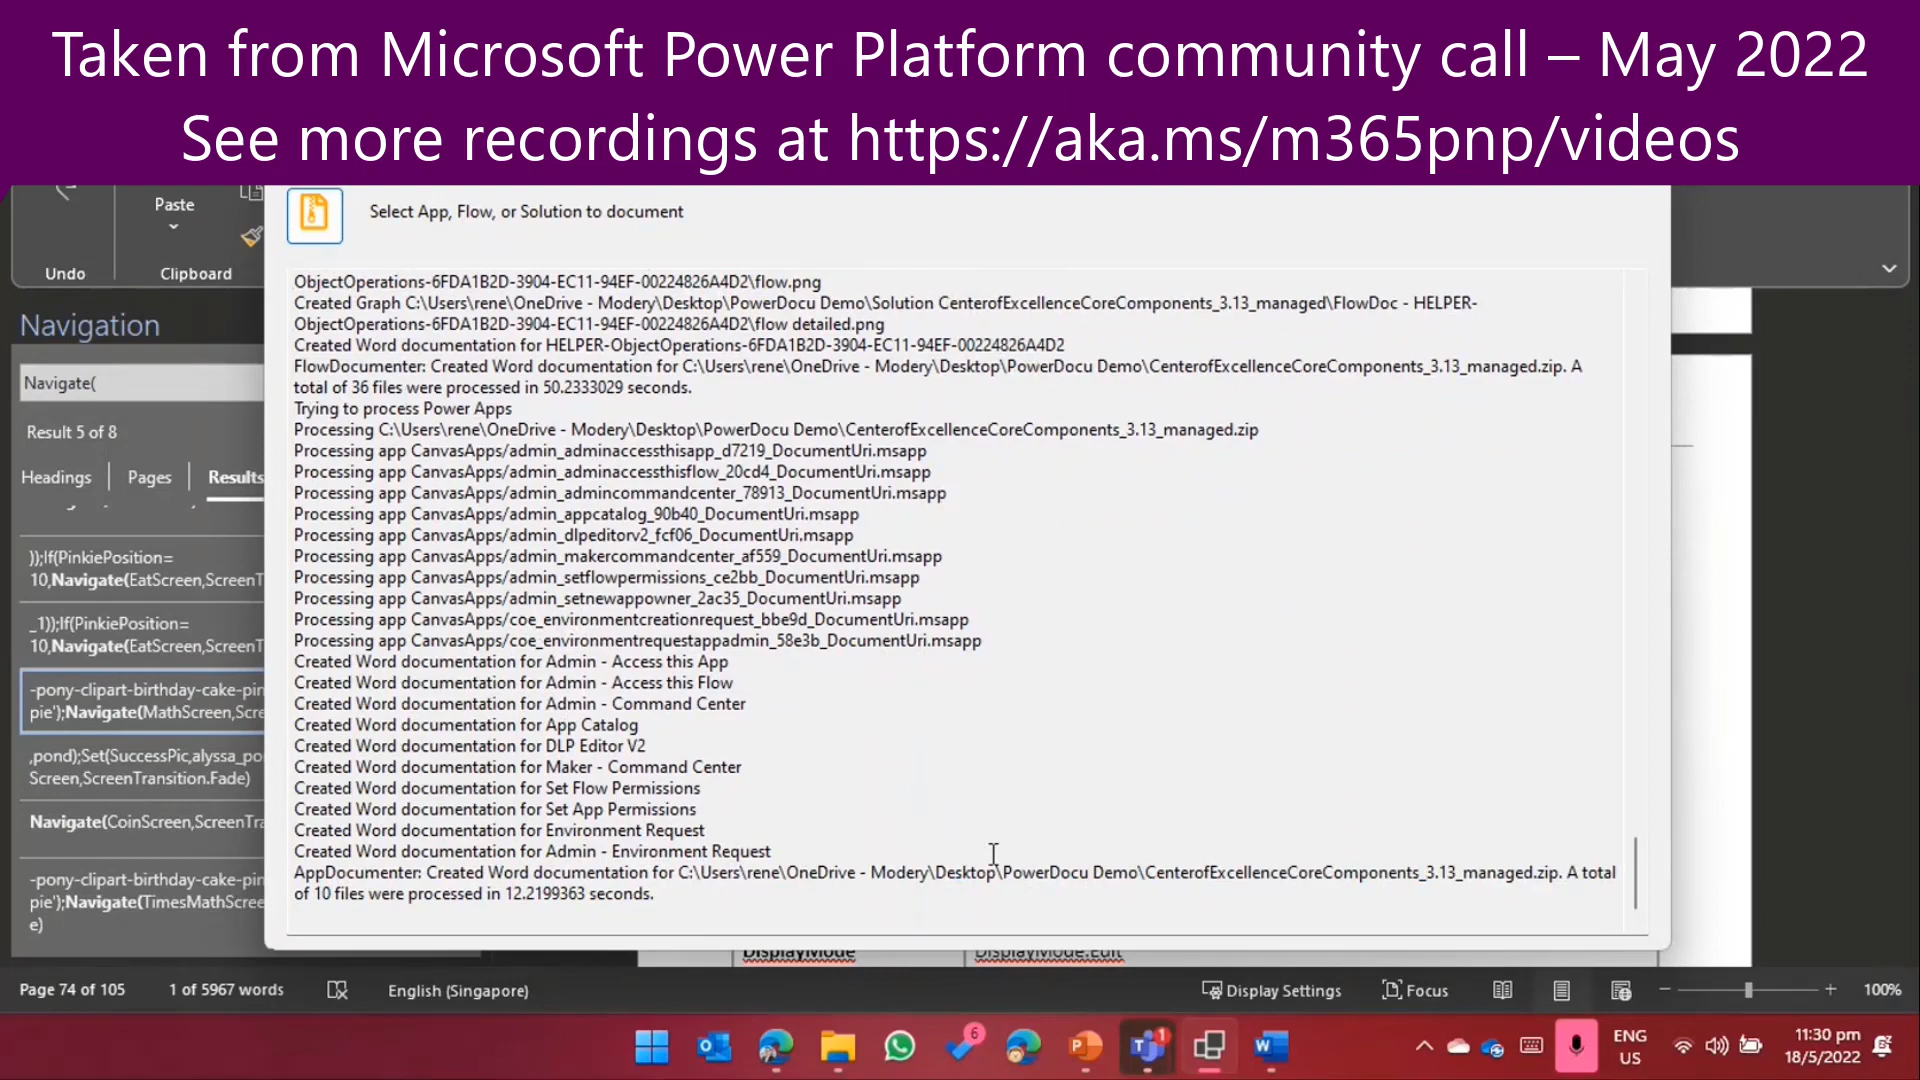 Taken from Microsoft Power Platform community call – May 2022
See more recordings at https://aka.ms/m365pnp/videos
Paste
Undo
Clipboard
Select App, Flow, or Solution to document
Navigation
Navigate(
Result 5 of 8
Headings
Pages
Results
));If(PinkiePosition=
10,Navigate(EatScreen,ScreenT
_1));If(PinkiePosition=
10,Navigate(EatScreen,ScreenT
-pony-clipart-birthday-cake-pin
pie');Navigate(MathScreen,Scre
,pond);Set(SuccessPic,alyssa_po
Screen,ScreenTransition.Fade)
Navigate(CoinScreen,ScreenTra
-pony-clipart-birthday-cake-pin
pie');Navigate(TimesMathScree
e)
ObjectOperations-6FDA1B2D-3904-EC11-94EF-00224826A4D2\flow.png
Created Graph C:\Users\rene\OneDrive - Modery\Desktop\PowerDocu Demo\Solution CenterofExcellenceCoreComponents_3.13_managed\FlowDoc - HELPER-
ObjectOperations-6FDA1B2D-3904-EC11-94EF-00224826A4D2\flow detailed.png
Created Word documentation for HELPER-ObjectOperations-6FDA1B2D-3904-EC11-94EF-00224826A4D2
FlowDocumenter: Created Word documentation for C:\Users\rene\OneDrive - Modery\Desktop\PowerDocu Demo\CenterofExcellenceCoreComponents_3.13_managed.zip. A
total of 36 files were processed in 50.2333029 seconds.
Trying to process Power Apps
Processing C:\Users\rene\OneDrive - Modery\Desktop\PowerDocu Demo\CenterofExcellenceCoreComponents_3.13_managed.zip
Processing app CanvasApps/admin_adminaccessthisapp_d7219_DocumentUri.msapp
Processing app CanvasApps/admin_adminaccessthisflow_20cd4_DocumentUri.msapp
Processing app CanvasApps/admin_admincommandcenter_78913_DocumentUri.msapp
Processing app CanvasApps/admin_appcatalog_90b40_DocumentUri.msapp
Processing app CanvasApps/admin_dlpeditorv2_fcf06_DocumentUri.msapp
Processing app CanvasApps/admin_makercommandcenter_af559_DocumentUri.msapp
Processing app CanvasApps/admin_setflowpermissions_ce2bb_DocumentUri.msapp
Processing app CanvasApps/admin_setnewappowner_2ac35_DocumentUri.msapp
Processing app CanvasApps/coe_environmentcreationrequest_bbe9d_DocumentUri.msapp
Processing app CanvasApps/coe_environmentrequestappadmin_58e3b_DocumentUri.msapp
Created Word documentation for Admin - Access this App
Created Word documentation for Admin - Access this Flow
Created Word documentation for Admin - Command Center
Created Word documentation for App Catalog
Created Word documentation for DLP Editor V2
Created Word documentation for Maker - Command Center
Created Word documentation for Set Flow Permissions
Created Word documentation for Set App Permissions
Created Word documentation for Environment Request
Created Word documentation for Admin - Environment Request
AppDocumenter: Created Word documentation for C:\Users\rene\OneDrive - Modery\Desktop\PowerDocu Demo\CenterofExcellenceCoreComponents_3.13_managed.zip. A total
of 10 files were processed in 12.2199363 seconds.
DisplayMode
DisplayMode.Edit
Page 74 of 105
1 of 5967 words
English (Singapore)
Display Settings
Focus
100%
6
1
ENG
US
11:30 pm
18/5/2022